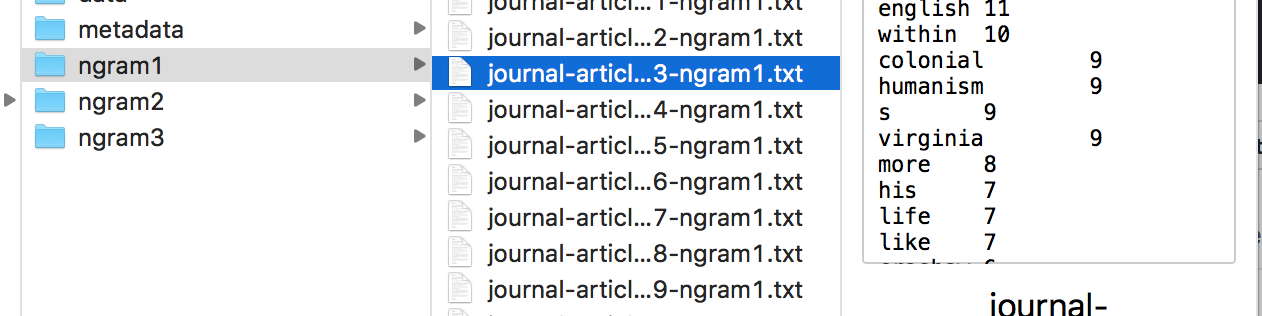 metadata
ngram1
ngram2
ngram3
journal-articl...1-ngram1.txt
journal-articl...2-ngram1.txt
journal-articl...3-ngram1.txt
journal-articl...4-ngram1.txt
journal-articl...5-ngram1.txt
journal-articl...6-ngram1.txt
journal-articl...7-ngram1.txt
journal-articl...8-ngram1.txt
journal-articl...9-ngram1.txt
english 11
within 10
colonial 9
humanism 9
s 9
virginia 9
more 8
his 7
life 7
like 7
journal-